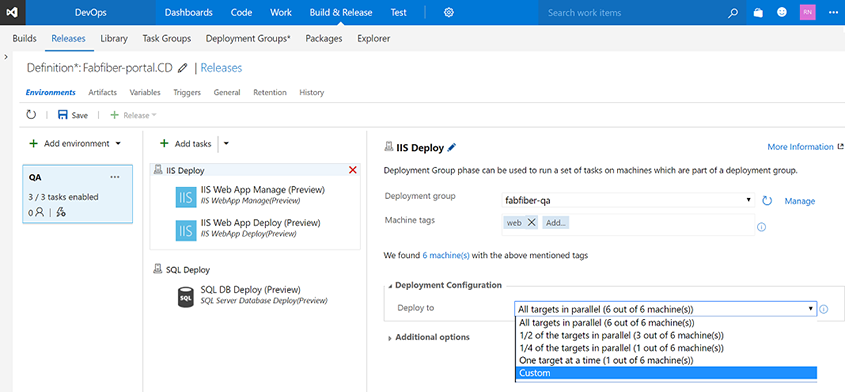 DevOps Dashboards Code Work Build & Release Test Search work items RN
Builds Releases Library Task Groups Deployment Groups* Packages Explorer
Definition*: Fabfiber-portal.CD | Releases
Environments Artifacts Variables Triggers General Retention History
Save Release
Add environment
QA
3 / 3 tasks enabled
0
Add tasks
IIS Deploy
IIS
IIS Web App Manage (Preview)
IIS WebApp Manage(Preview)
IIS
IIS Web App Deploy (Preview)
IIS WebApp Deploy(Preview)
SQL Deploy
SQL
SQL DB Deploy (Preview)
SQL Server Database Deploy(Preview)
IIS Deploy More Information
Deployment Group phase can be used to run a set of tasks on machines which are part of a deployment group.
Deployment group fabfiber-qa Manage
Machine tags web Add...
We found 6 machine(s) with the above mentioned tags
Deployment Configuration
Deploy to All targets in parallel (6 out of 6 machine(s))
All targets in parallel (6 out of 6 machine(s))
1/2 of the targets in parallel (3 out of 6 machine(s))
1/4 of the targets in parallel (1 out of 6 machine(s))
One target at a time (1 out of 6 machine(s))
Custom
Additional options